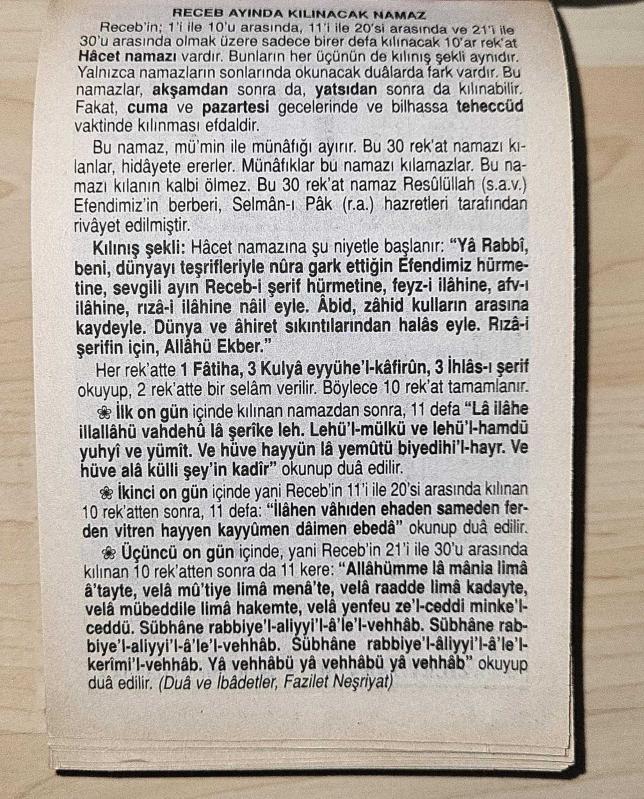 RECEB AYINDA KILINACAK NAMAZ
Receb'in; 1'i ile 10'u arasında, 11'i ile 20'si arasında ve 21'i ile
30'u arasında olmak üzere sadece birer defa kılınacak 10'ar rek'at
Hâcet namazı vardır. Bunların her üçünün de kılınış şekli aynıdır.
Yalnızca namazların sonlarında okunacak duâlarda fark vardır. Bu
namazlar, akşamdan sonra da, yatsıdan sonra da kılınabilir.
Fakat, cuma ve pazartesi gecelerinde ve bilhassa teheccüd
vaktinde kılınması efdaldir.
Bu namaz, mü'min ile münâfığı ayırır. Bu 30 rek'at namazı kı-
lanlar, hidâyete ererler. Münâfıklar bu namazı kılamazlar. Bu na-
mazı kılanın kalbi ölmez. Bu 30 rek'at namaz Resûlüllah (s.a.v.)
Efendimiz'in berberi, Selmân-ı Pâk (r.a.) hazretleri tarafından
rivâyet edilmiştir.
Kılınış şekli: Hâcet namazına şu niyetle başlanır: “Yâ Rabbî,
beni, dünyayı teşrifleriyle nûra gark ettiğin Efendimiz hürme-
tine, sevgili ayın Receb-i şerif hürmetine, feyz-i ilâhine, afv-ı
ilâhine, rızâ-i ilâhine nâil eyle. Âbid, zâhid kulların arasına
kaydeyle. Dünya ve âhiret sıkıntılarından halâs eyle. Rızâ-i
şerifin için, Allâhü Ekber.”
Her rek'atte 1 Fâtiha, 3 Kulyâ eyyühe'l-kâfirûn, 3 İhlâs-ı şerif
okuyup, 2 rek'atte bir selâm verilir. Böylece 10 rek'at tamamlanır.
❀ İlk on gün içinde kılınan namazdan sonra, 11 defa “Lâ ilâhe
illallâhü vahdehû lâ şerîke leh. Lehü'l-mülkü ve lehü'l-hamdü
yuhyî ve yümît. Ve hüve hayyün lâ yemûtü biyedihi'l-hayr. Ve
hüve alâ külli şey'in kadîr” okunup duâ edilir.
❀ İkinci on gün içinde yani Receb'in 11'i ile 20'si arasında kılınan
10 rek'atten sonra, 11 defa: “İlâhen vâhıden ehaden sameden fer-
den vitren hayyen kayyûmen dâimen ebedâ” okunup duâ edilir.
❀ Üçüncü on gün içinde, yani Receb'in 21'i ile 30'u arasında
kılınan 10 rek'atten sonra da 11 kere: “Allâhümme lâ mânia limâ
â'tayte, velâ mû'tiye limâ menâ'te, velâ raadde limâ kadayte,
velâ mübeddile limâ hakemte, velâ yenfeu ze'l-ceddi minke'l-
ceddü. Sübhâne rabbiye'l-aliyyi'l-â'le'l-vehhâb. Sübhâne rab-
biye'l-aliyyi'l-â'le'l-vehhâb. Sübhâne rabbiye'l-âliyyi'l-â'le'l-
kerîmi'l-vehhâb. Yâ vehhâbü yâ vehhâbü yâ vehhâb” okuyup
duâ edilir. (Duâ ve İbâdetler, Fazilet Neşriyat)